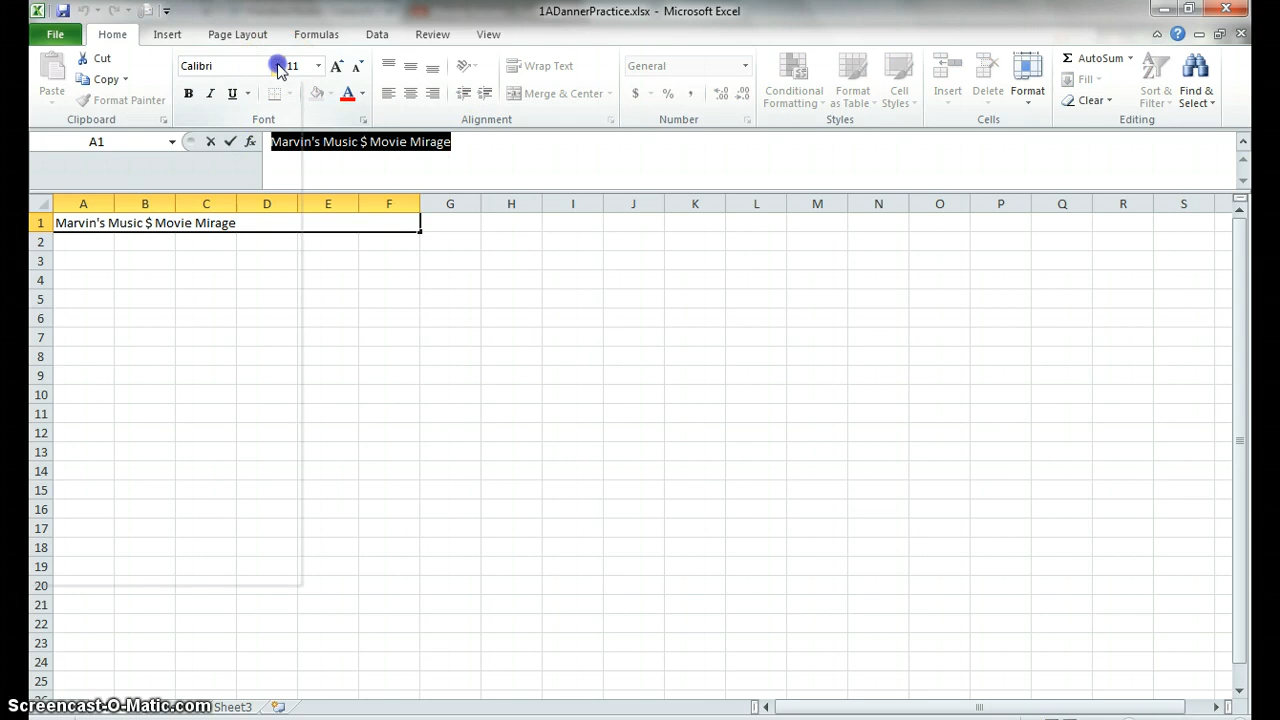 1ADannerPractice.xlsx - Microsoft Excel
File Home Insert Page Layout Formulas Data Review View
Cut
Copy
Format Painter
Paste
Clipboard
Calibri 11
B I U A
Font
Wrap Text
Merge & Center
Alignment
General
$ % ,
Number
Conditional Formatting
Format as Table
Cell Styles
Styles
Insert Delete Format
Cells
Σ AutoSum
Fill
Clear
Sort & Filter
Find & Select
Editing
A1 fx Marvin's Music $ Movie Mirage
A B C D E F G H I J K L M N O P Q R S
1 Marvin's Music $ Movie Mirage
2
3
4
5
6
7
8
9
10
11
12
13
14
15
16
17
18
19
20
21
22
23
24
25
Sheet3
Screencast-O-Matic.com